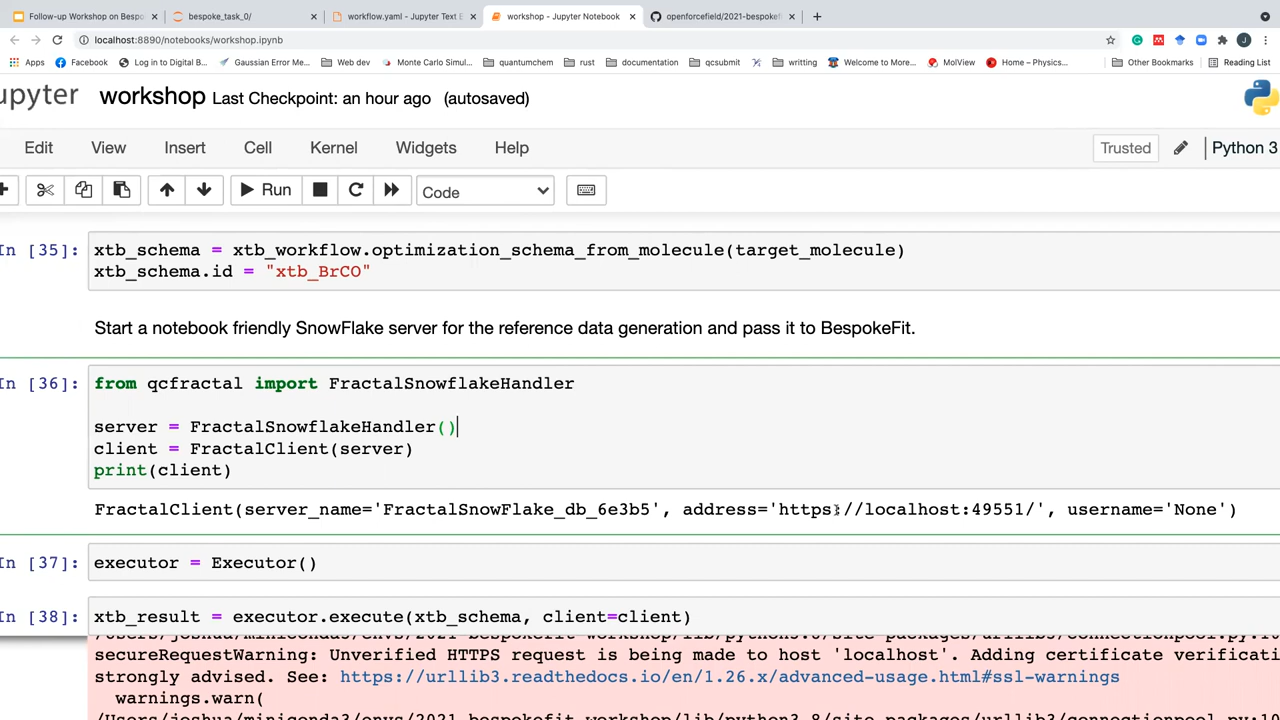 Follow-up Workshop on Bespo
bespoke_task_0/
workflow.yaml - Jupyter Text E
workshop - Jupyter Notebook
openforcefield/2021-bespokefi
localhost:8890/notebooks/workshop.ipynb
Apps
Facebook
Log in to Digital B...
Gaussian Error Me...
Web dev
Monte Carlo Simul...
quantumchem
rust
documentation
qcsubmit
writting
Welcome to More...
MolView
Home – Physics...
Other Bookmarks
Reading List
upyter workshop Last Checkpoint: an hour ago (autosaved)
Edit View Insert Cell Kernel Widgets Help
Trusted
Python 3
Run
Code
In [35]: xtb_schema = xtb_workflow.optimization_schema_from_molecule(target_molecule)
xtb_schema.id = "xtb_BrCO"
Start a notebook friendly SnowFlake server for the reference data generation and pass it to BespokeFit.
In [36]: from qcfractal import FractalSnowflakeHandler
server = FractalSnowflakeHandler()
client = FractalClient(server)
print(client)
FractalClient(server_name='FractalSnowFlake_db_6e3b5', address='https://localhost:49551/', username='None')
In [37]: executor = Executor()
In [38]: xtb_result = executor.execute(xtb_schema, client=client)
secureRequestWarning: Unverified HTTPS request is being made to host 'localhost'. Adding certificate verificati
strongly advised. See: https://urllib3.readthedocs.io/en/1.26.x/advanced-usage.html#ssl-warnings
warnings.warn(